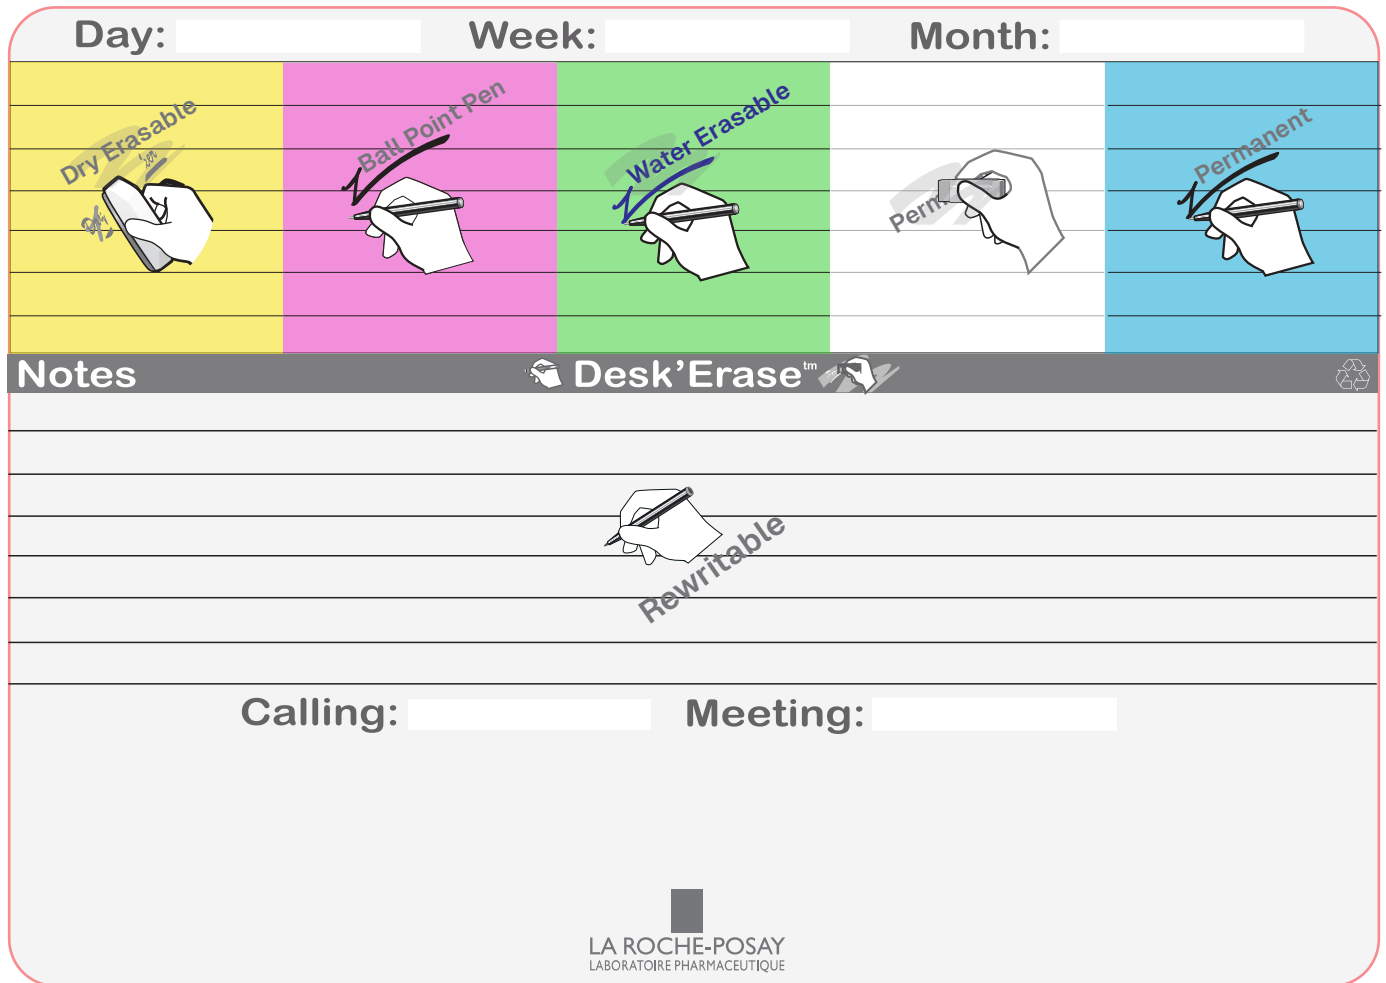 Day: Week: Month:
Dry Erasable
Ball Point Pen
Water Erasable
Perm
Permanent
Notes Desk'Erase™
Rewritable
Calling: Meeting:
LA ROCHE-POSAY
LABORATOIRE PHARMACEUTIQUE